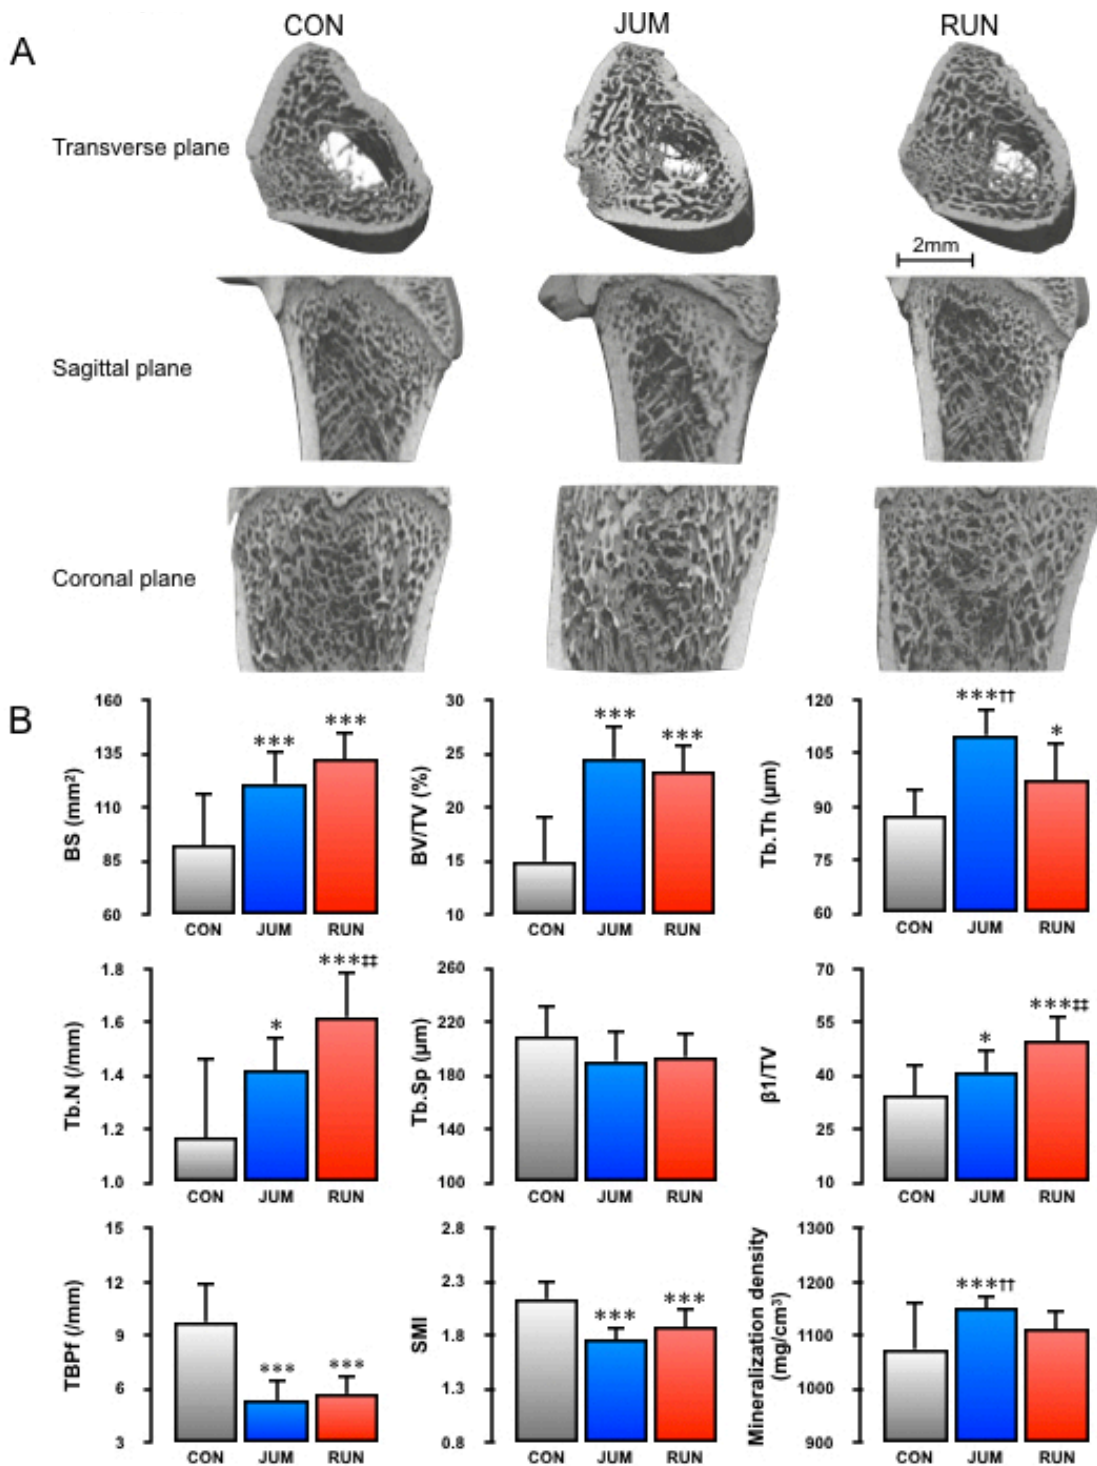 CON JUM RUN
A
Transverse plane
2mm
Sagittal plane
Coronal plane
B
160
135
110
85
60
BS (mm²)
*** ***
CON JUM RUN
30
25
20
15
10
BV/TV (%)
*** ***
CON JUM RUN
120
105
90
75
60
Tb.Th (µm)
***†† *
CON JUM RUN
1.8
1.6
1.4
1.2
1.0
Tb.N (/mm)
* ***‡‡
CON JUM RUN
260
220
180
140
100
Tb.Sp (µm)
CON JUM RUN
70
55
40
25
10
β1/TV
* ***‡‡
CON JUM RUN
15
12
9
6
3
TBPf (/mm)
*** ***
CON JUM RUN
2.8
2.3
1.8
1.3
0.8
SMI
*** ***
CON JUM RUN
1300
1200
1100
1000
900
Mineralization density
(mg/cm³)
***††
CON JUM RUN